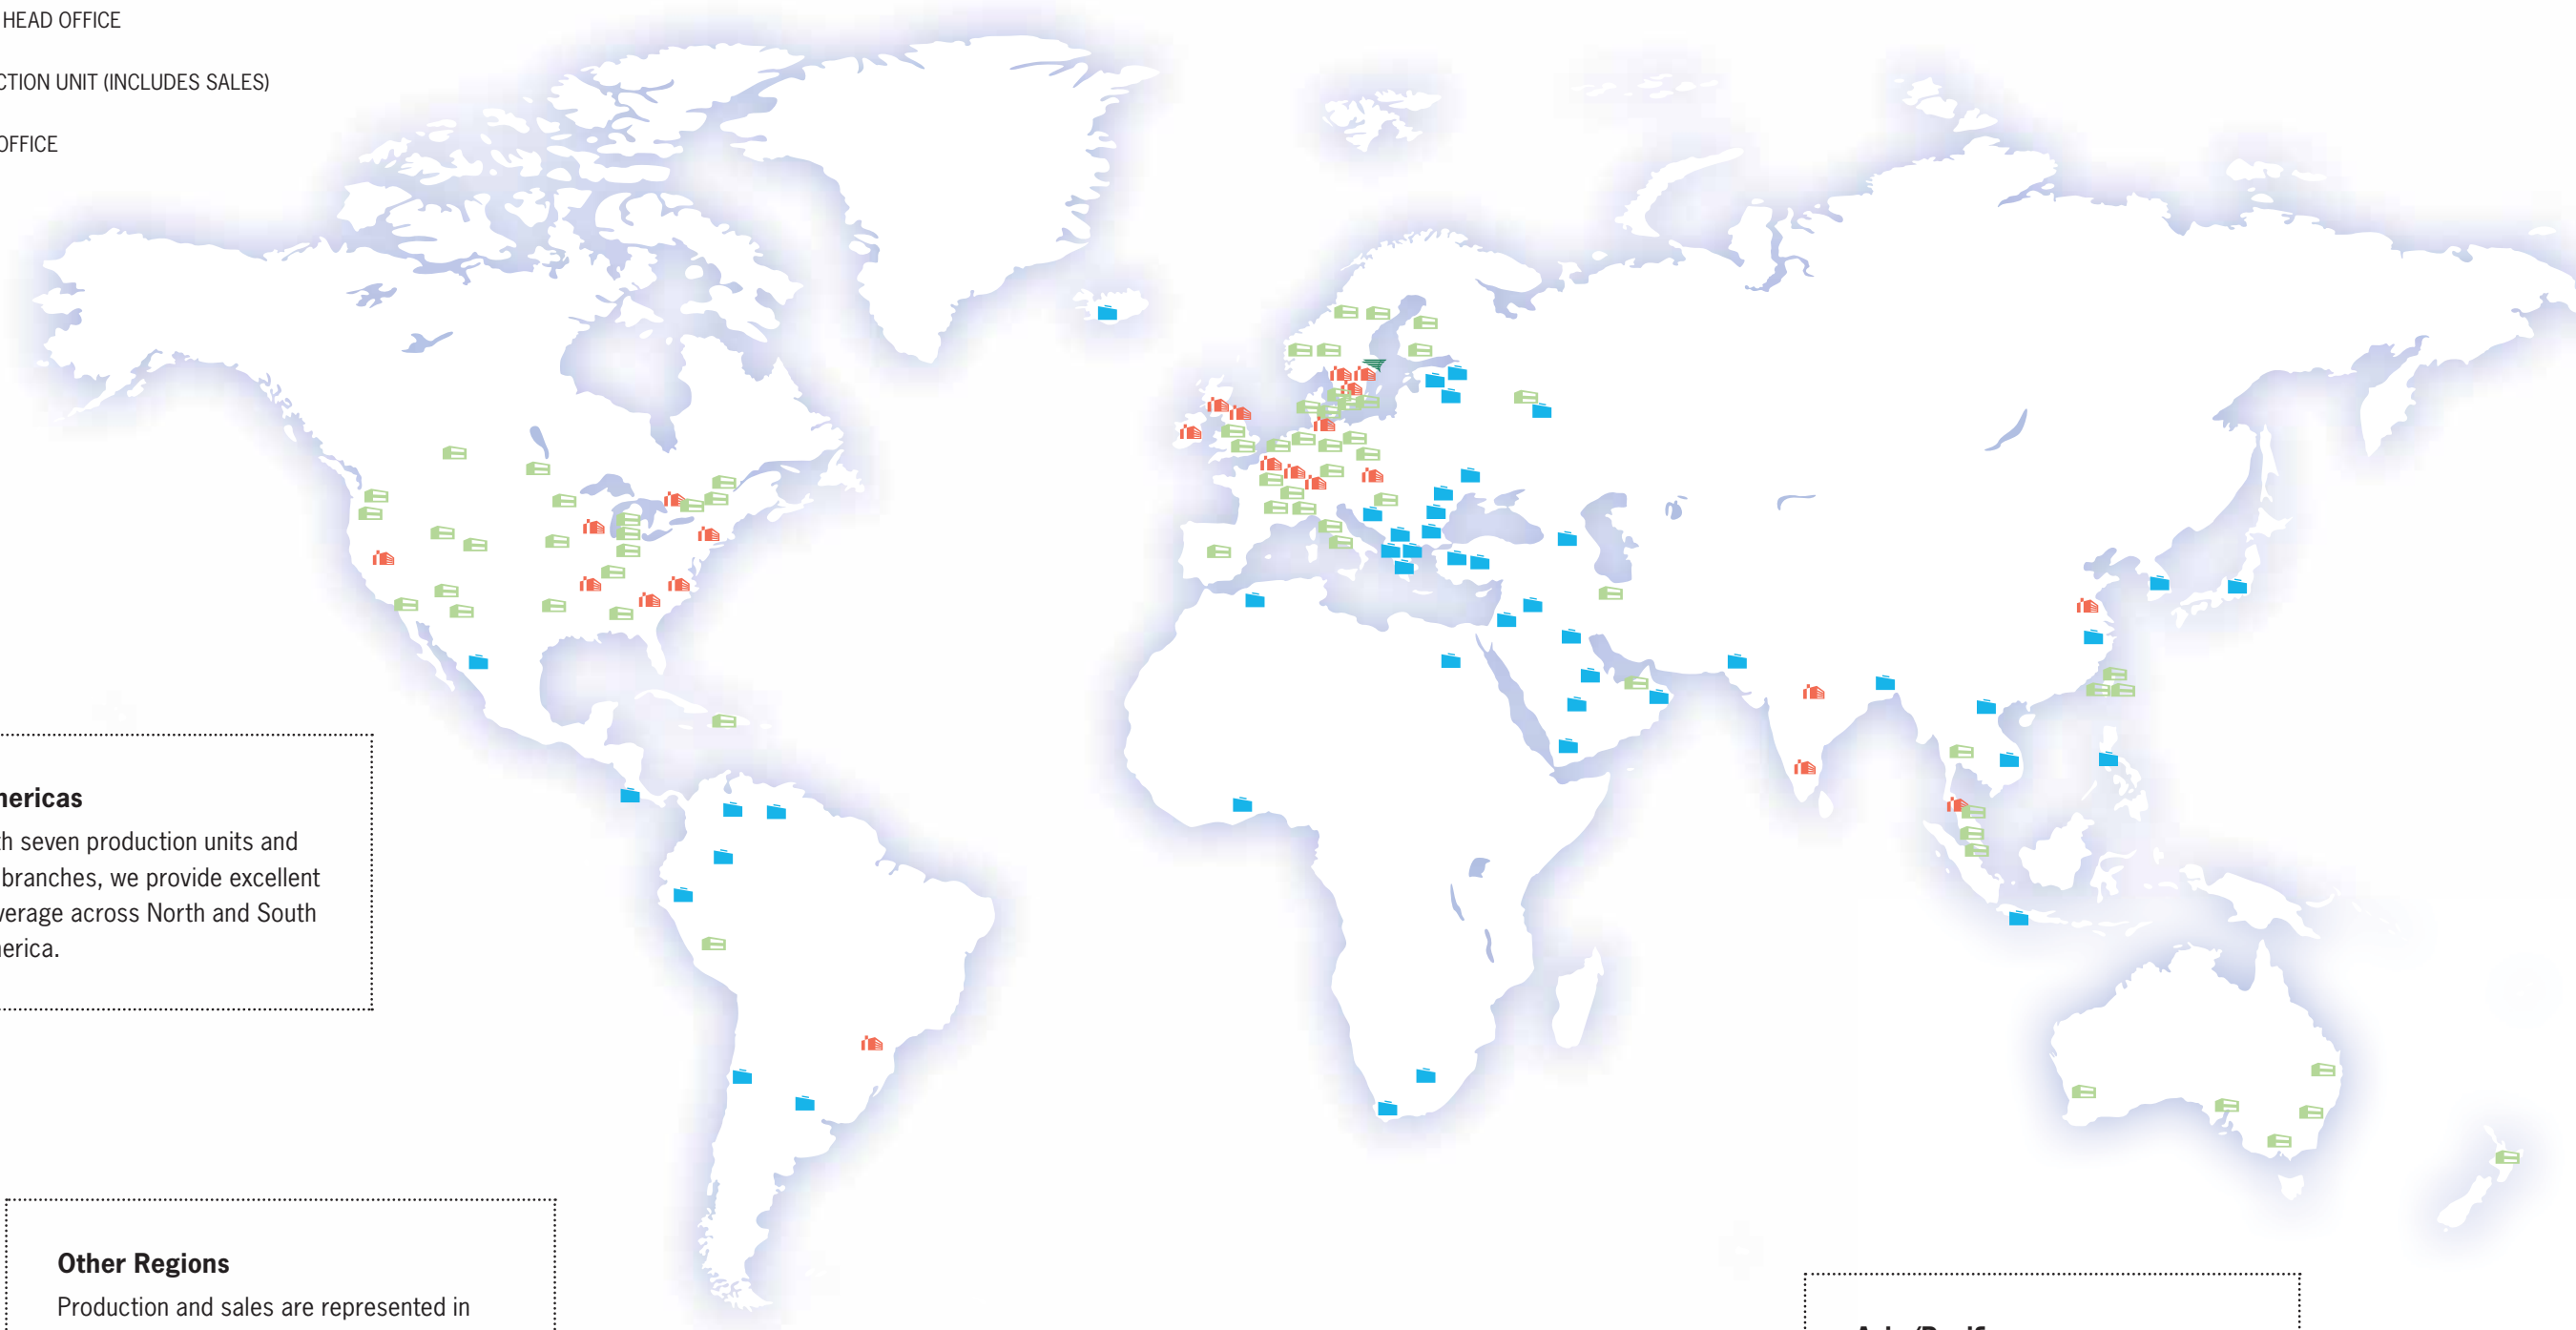 HEAD OFFICE
CTION UNIT (INCLUDES SALES)
OFFICE
nericas
th seven production units and
branches, we provide excellent
verage across North and South
nerica.
Other Regions
Production and sales are represented in